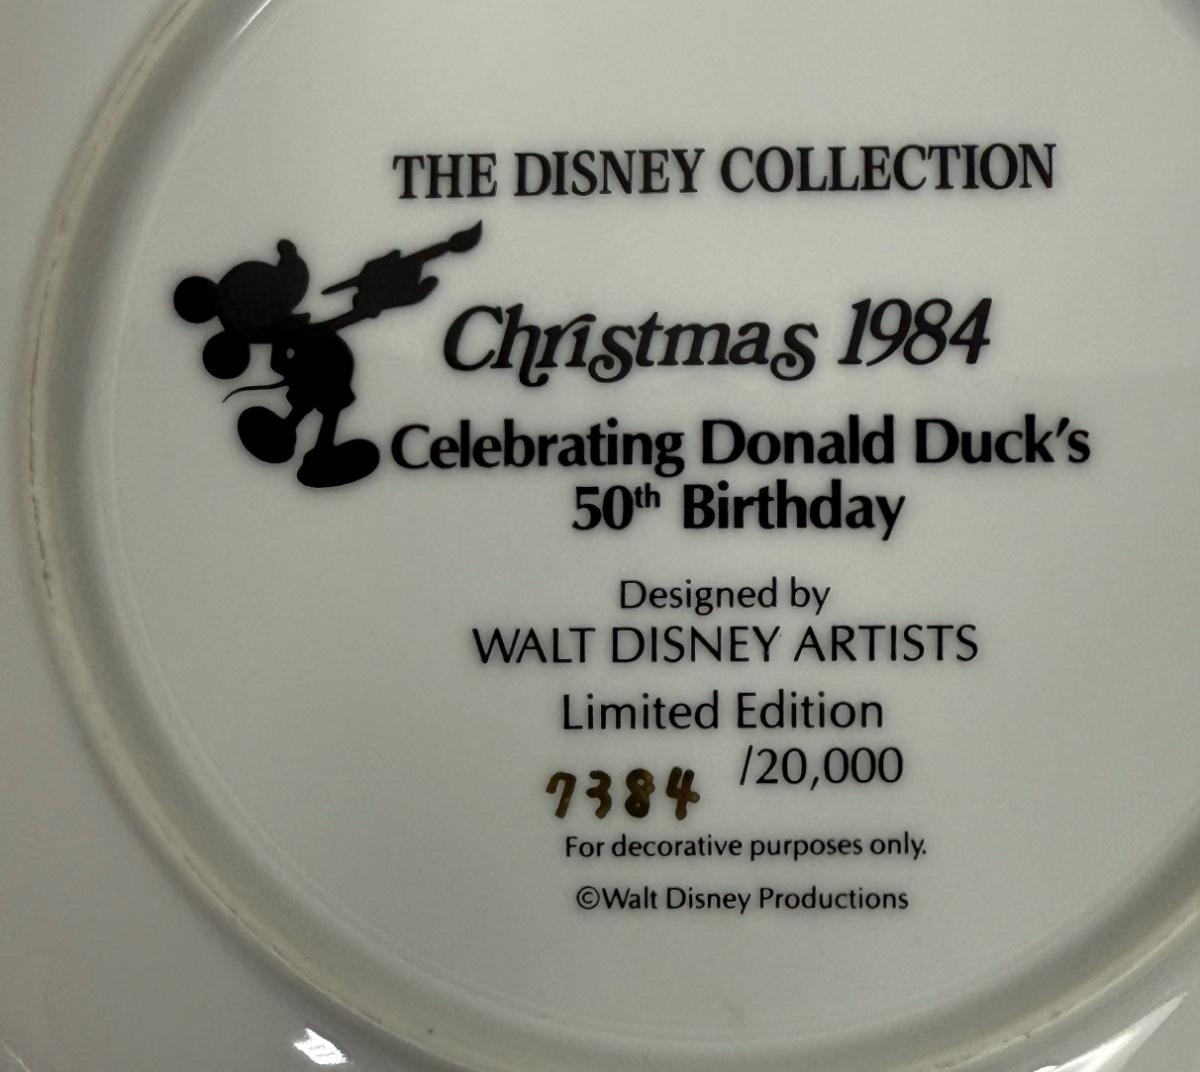 THE DISNEY COLLECTION
Christmas 1984
Celebrating Donald Duck's
50th Birthday
Designed by
WALT DISNEY ARTISTS
Limited Edition
7384 /20,000
For decorative purposes only.
©Walt Disney Productions